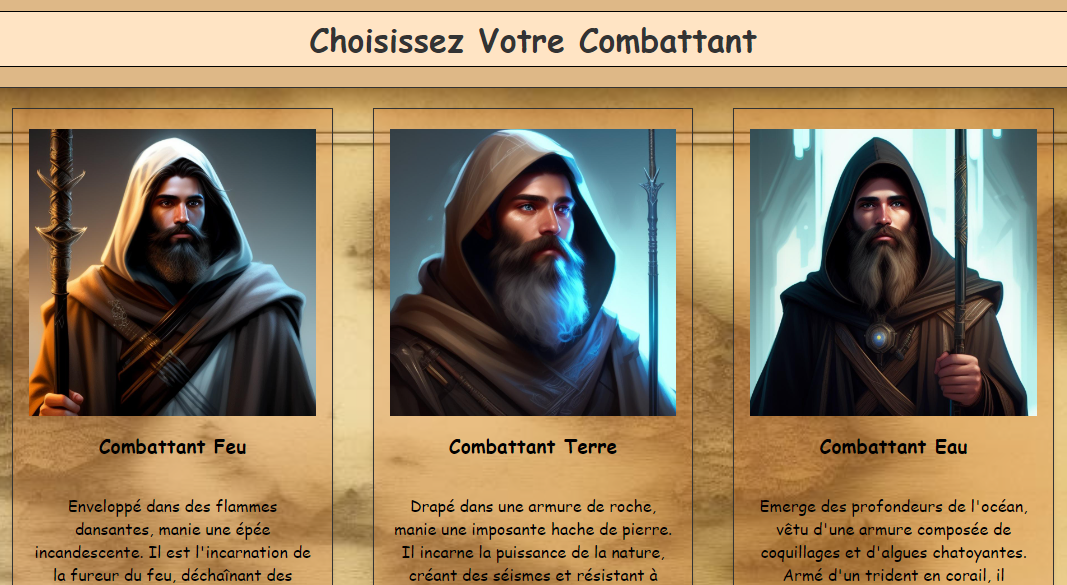 Choisissez Votre Combattant
Combattant Feu
Enveloppé dans des flammes
dansantes, manie une épée
incandescente. Il est l'incarnation de
la fureur du feu, déchaînant des
Combattant Terre
Drapé dans une armure de roche,
manie une imposante hache de pierre.
Il incarne la puissance de la nature,
créant des séismes et résistant à
Combattant Eau
Emerge des profondeurs de l'océan,
vêtu d'une armure composée de
coquillages et d'algues chatoyantes.
Armé d'un trident en corail, il